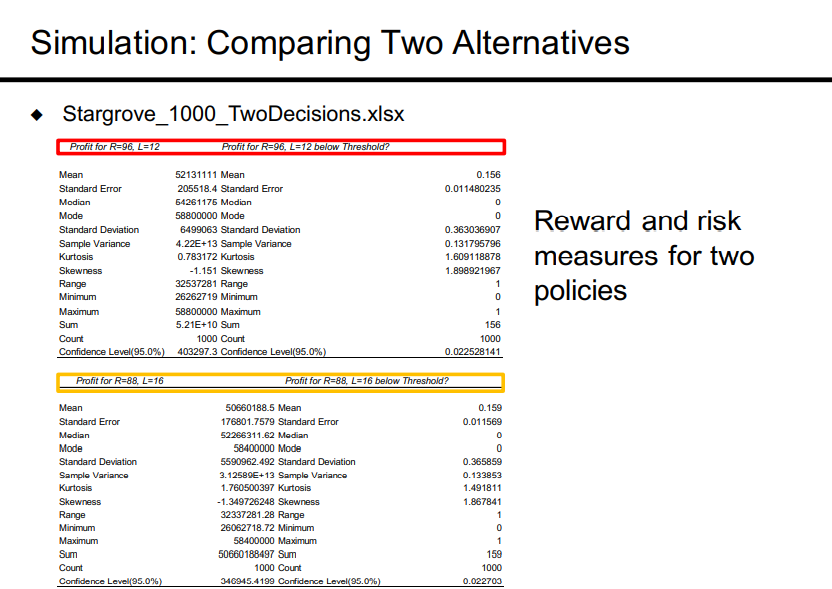 Simulation: Comparing Two Alternatives
◆ Stargrove_1000_TwoDecisions.xlsx
Profit for R=96, L=12 Profit for R=96, L=12 below Threshold?
Mean 52131111 Mean 0.156
Standard Error 205518.4 Standard Error 0.011480235
Median 54261175 Median 0
Mode 58800000 Mode 0
Standard Deviation 6499063 Standard Deviation 0.363036907
Sample Variance 4.22E+13 Sample Variance 0.131795796
Kurtosis 0.783172 Kurtosis 1.609118878
Skewness -1.151 Skewness 1.898921967
Range 32537281 Range 1
Minimum 26262719 Minimum 0
Maximum 58800000 Maximum 1
Sum 5.21E+10 Sum 156
Count 1000 Count 1000
Confidence Level(95.0%) 403297.3 Confidence Level(95.0%) 0.022528141
Reward and risk
measures for two
policies
Profit for R=88, L=16 Profit for R=88, L=16 below Threshold?
Mean 50660188.5 Mean 0.159
Standard Error 176801.7579 Standard Error 0.011569
Median 52266311.62 Median 0
Mode 58400000 Mode 0
Standard Deviation 5590962.492 Standard Deviation 0.365859
Sample Variance 3.12589E+13 Sample Variance 0.133853
Kurtosis 1.760500397 Kurtosis 1.491811
Skewness -1.349726248 Skewness 1.867841
Range 32337281.28 Range 1
Minimum 26062718.72 Minimum 0
Maximum 58400000 Maximum 1
Sum 50660188497 Sum 159
Count 1000 Count 1000
Confidence Level(95.0%) 346945.4199 Confidence Level(95.0%) 0.022703